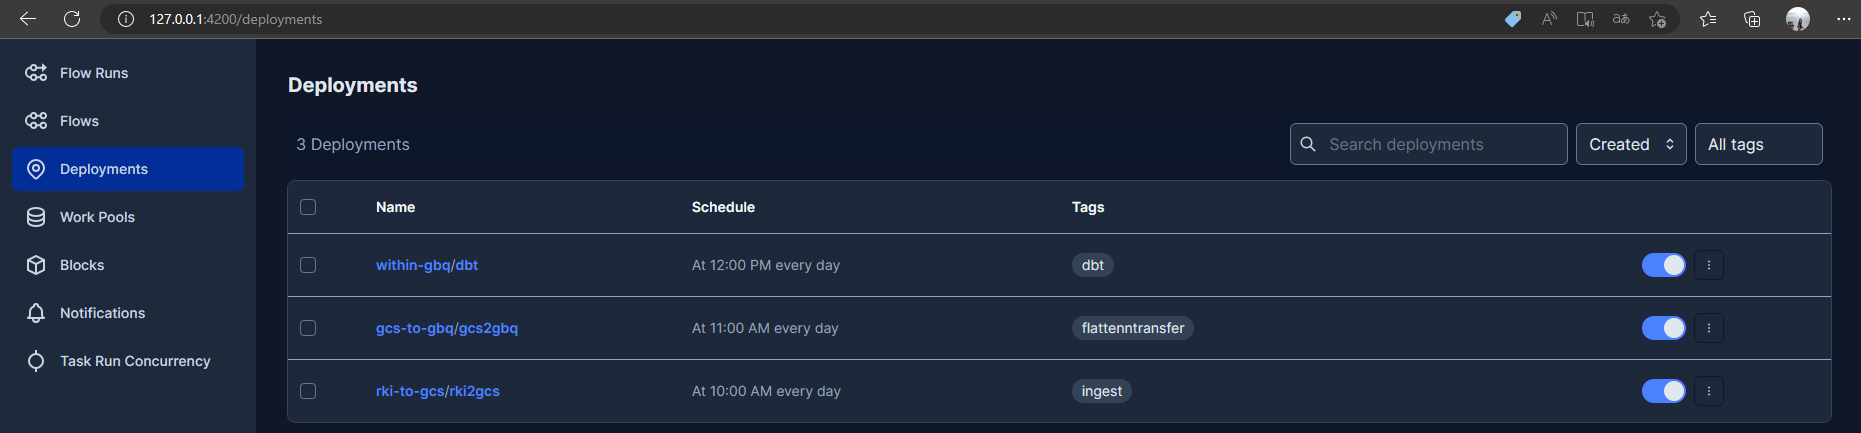 127.0.0.1:4200/deployments
Flow Runs
Flows
Deployments
Work Pools
Blocks
Notifications
Task Run Concurrency
Deployments
3 Deployments
Search deployments
Created
All tags
Name Schedule Tags
within-gbq/dbt At 12:00 PM every day dbt
gcs-to-gbq/gcs2gbq At 11:00 AM every day flattenntransfer
rki-to-gcs/rki2gcs At 10:00 AM every day ingest